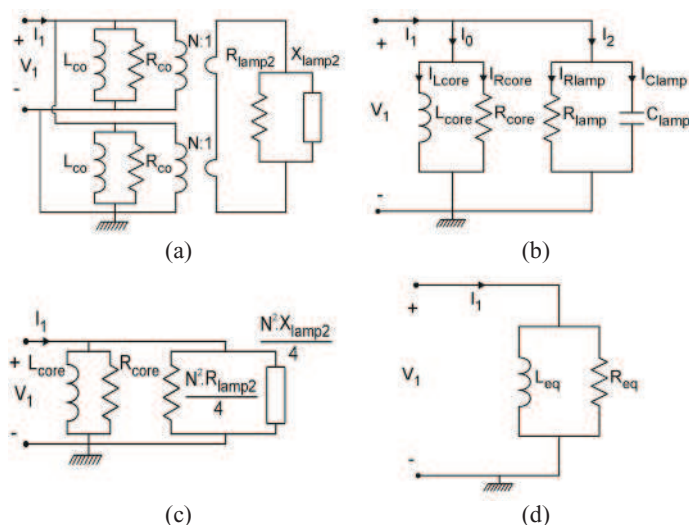 I1
+
V1
-
Lco
Rco
N:1
Rlamp2
Xlamp2
Lco
Rco
N:1
(a)
I1
I0
I2
+
V1
-
ILcore
IRcore
IRlamp
IClamp
Lcore
Rcore
Rlamp
Clamp
(b)
I1
+
V1
-
Lcore
Rcore
N².Rlamp2
4
N².Xlamp2
4
(c)
I1
+
V1
-
Leq
Req
(d)